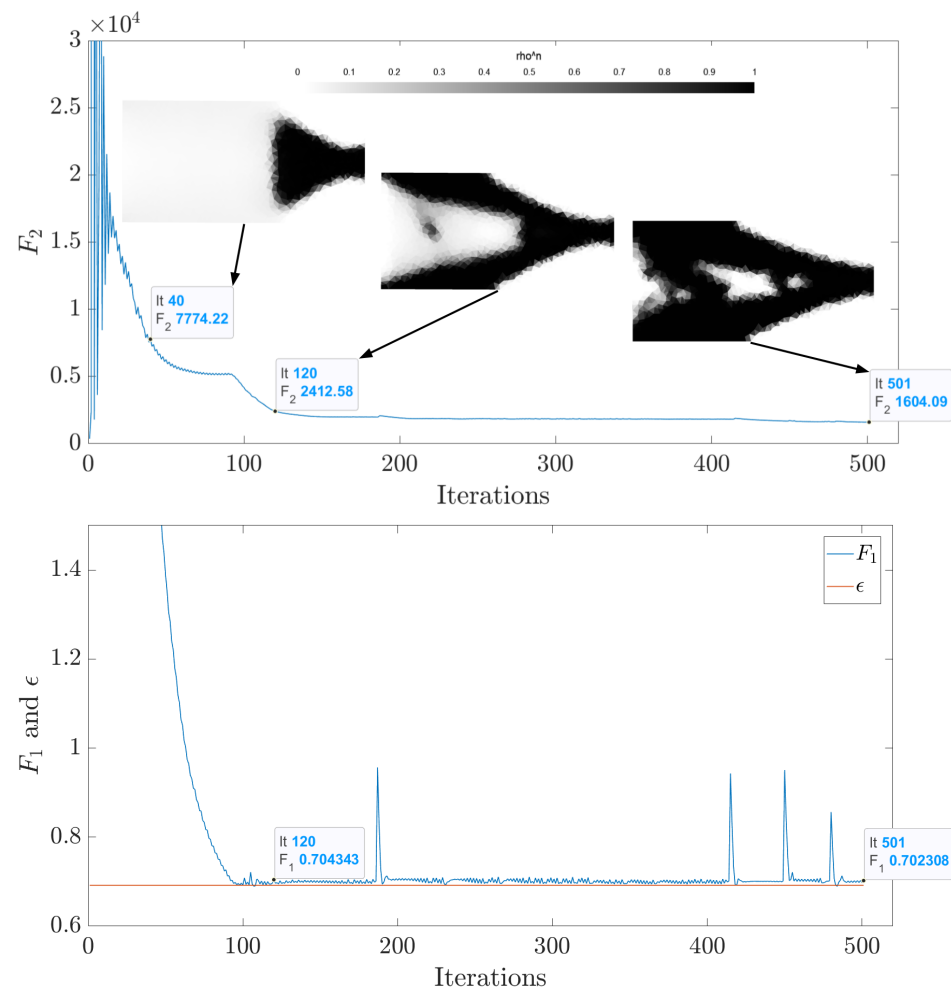 ×10⁴
3
2.5
2
1.5
1
0.5
0
F₂
rho^n
0 0.1 0.2 0.3 0.4 0.5 0.6 0.7 0.8 0.9 1
It 40
F₂ 7774.22
It 120
F₂ 2412.58
It 501
F₂ 1604.09
0 100 200 300 400 500
Iterations
1.4
1.2
1
0.8
0.6
F₁ and ϵ
F₁
ϵ
It 120
F₁ 0.704343
It 501
F₁ 0.702308
0 100 200 300 400 500
Iterations